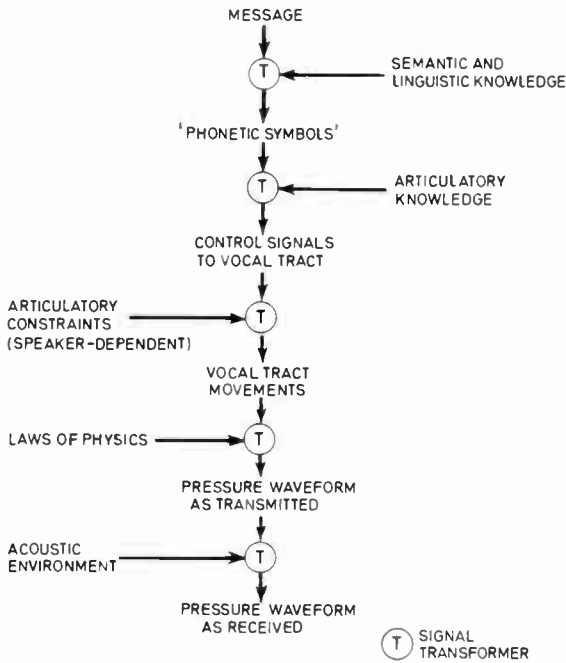 MESSAGE
T
SEMANTIC AND
LINGUISTIC KNOWLEDGE
'PHONETIC SYMBOLS'
T
ARTICULATORY
KNOWLEDGE
CONTROL SIGNALS
TO VOCAL TRACT
ARTICULATORY
CONSTRAINTS
(SPEAKER-DEPENDENT)
T
VOCAL TRACT
MOVEMENTS
LAWS OF PHYSICS
T
PRESSURE WAVEFORM
AS TRANSMITTED
ACOUSTIC
ENVIRONMENT
T
PRESSURE WAVEFORM
AS RECEIVED
T
SIGNAL
TRANSFORMER